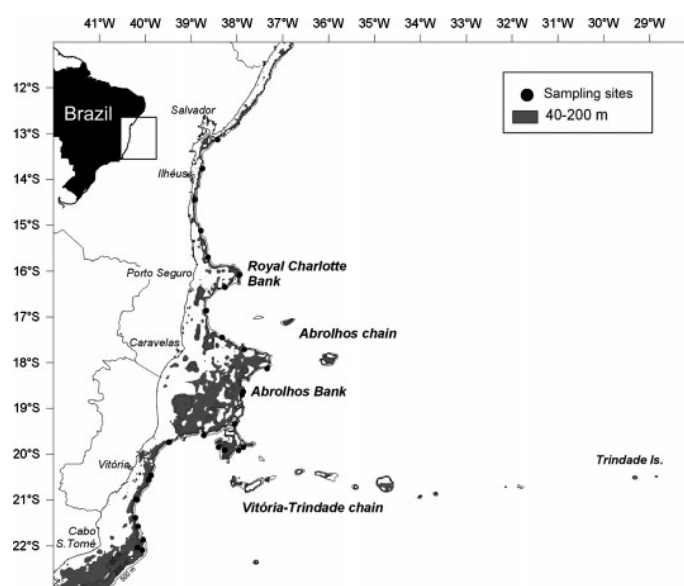 41°W 40°W 39°W 38°W 37°W 36°W 35°W 34°W 33°W 32°W 31°W 30°W 29°W
12°S
13°S
14°S
15°S
16°S
17°S
18°S
19°S
20°S
21°S
22°S
Brazil
Sampling sites
40-200 m
Salvador
Ilhéus
Porto Seguro
Royal Charlotte
Bank
Abrolhos chain
Caravelas
Abrolhos Bank
Vitória
Trindade Is.
Vitória-Trindade chain
Cabo
S.Tomé
500 m